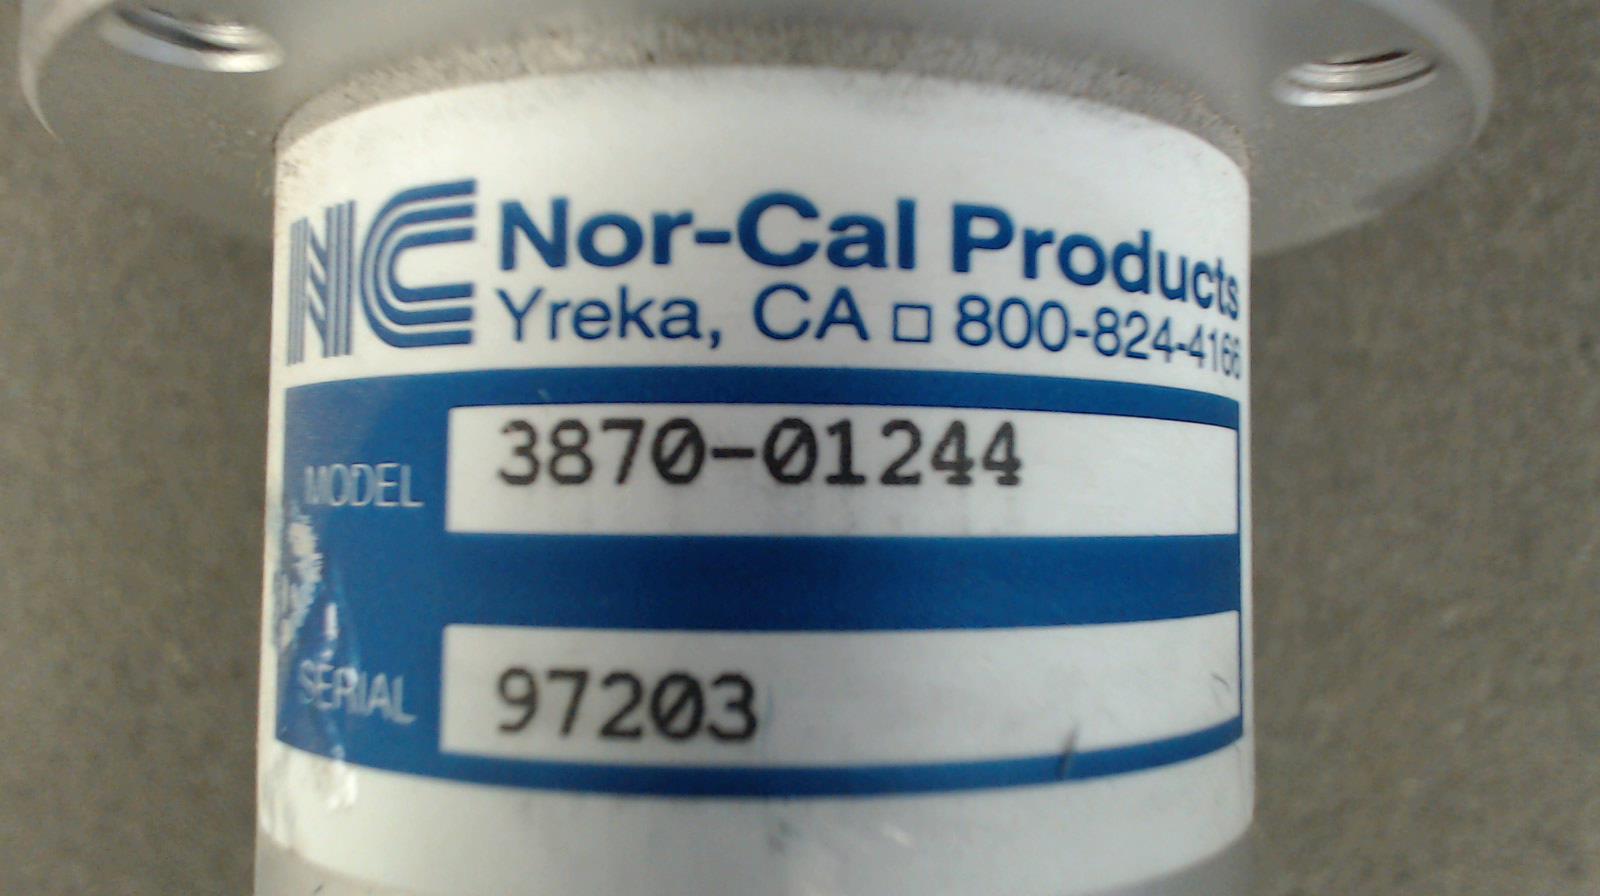 NC Nor-Cal Products
Yreka, CA □ 800-824-4166
MODEL 3870-01244
SERIAL 97203